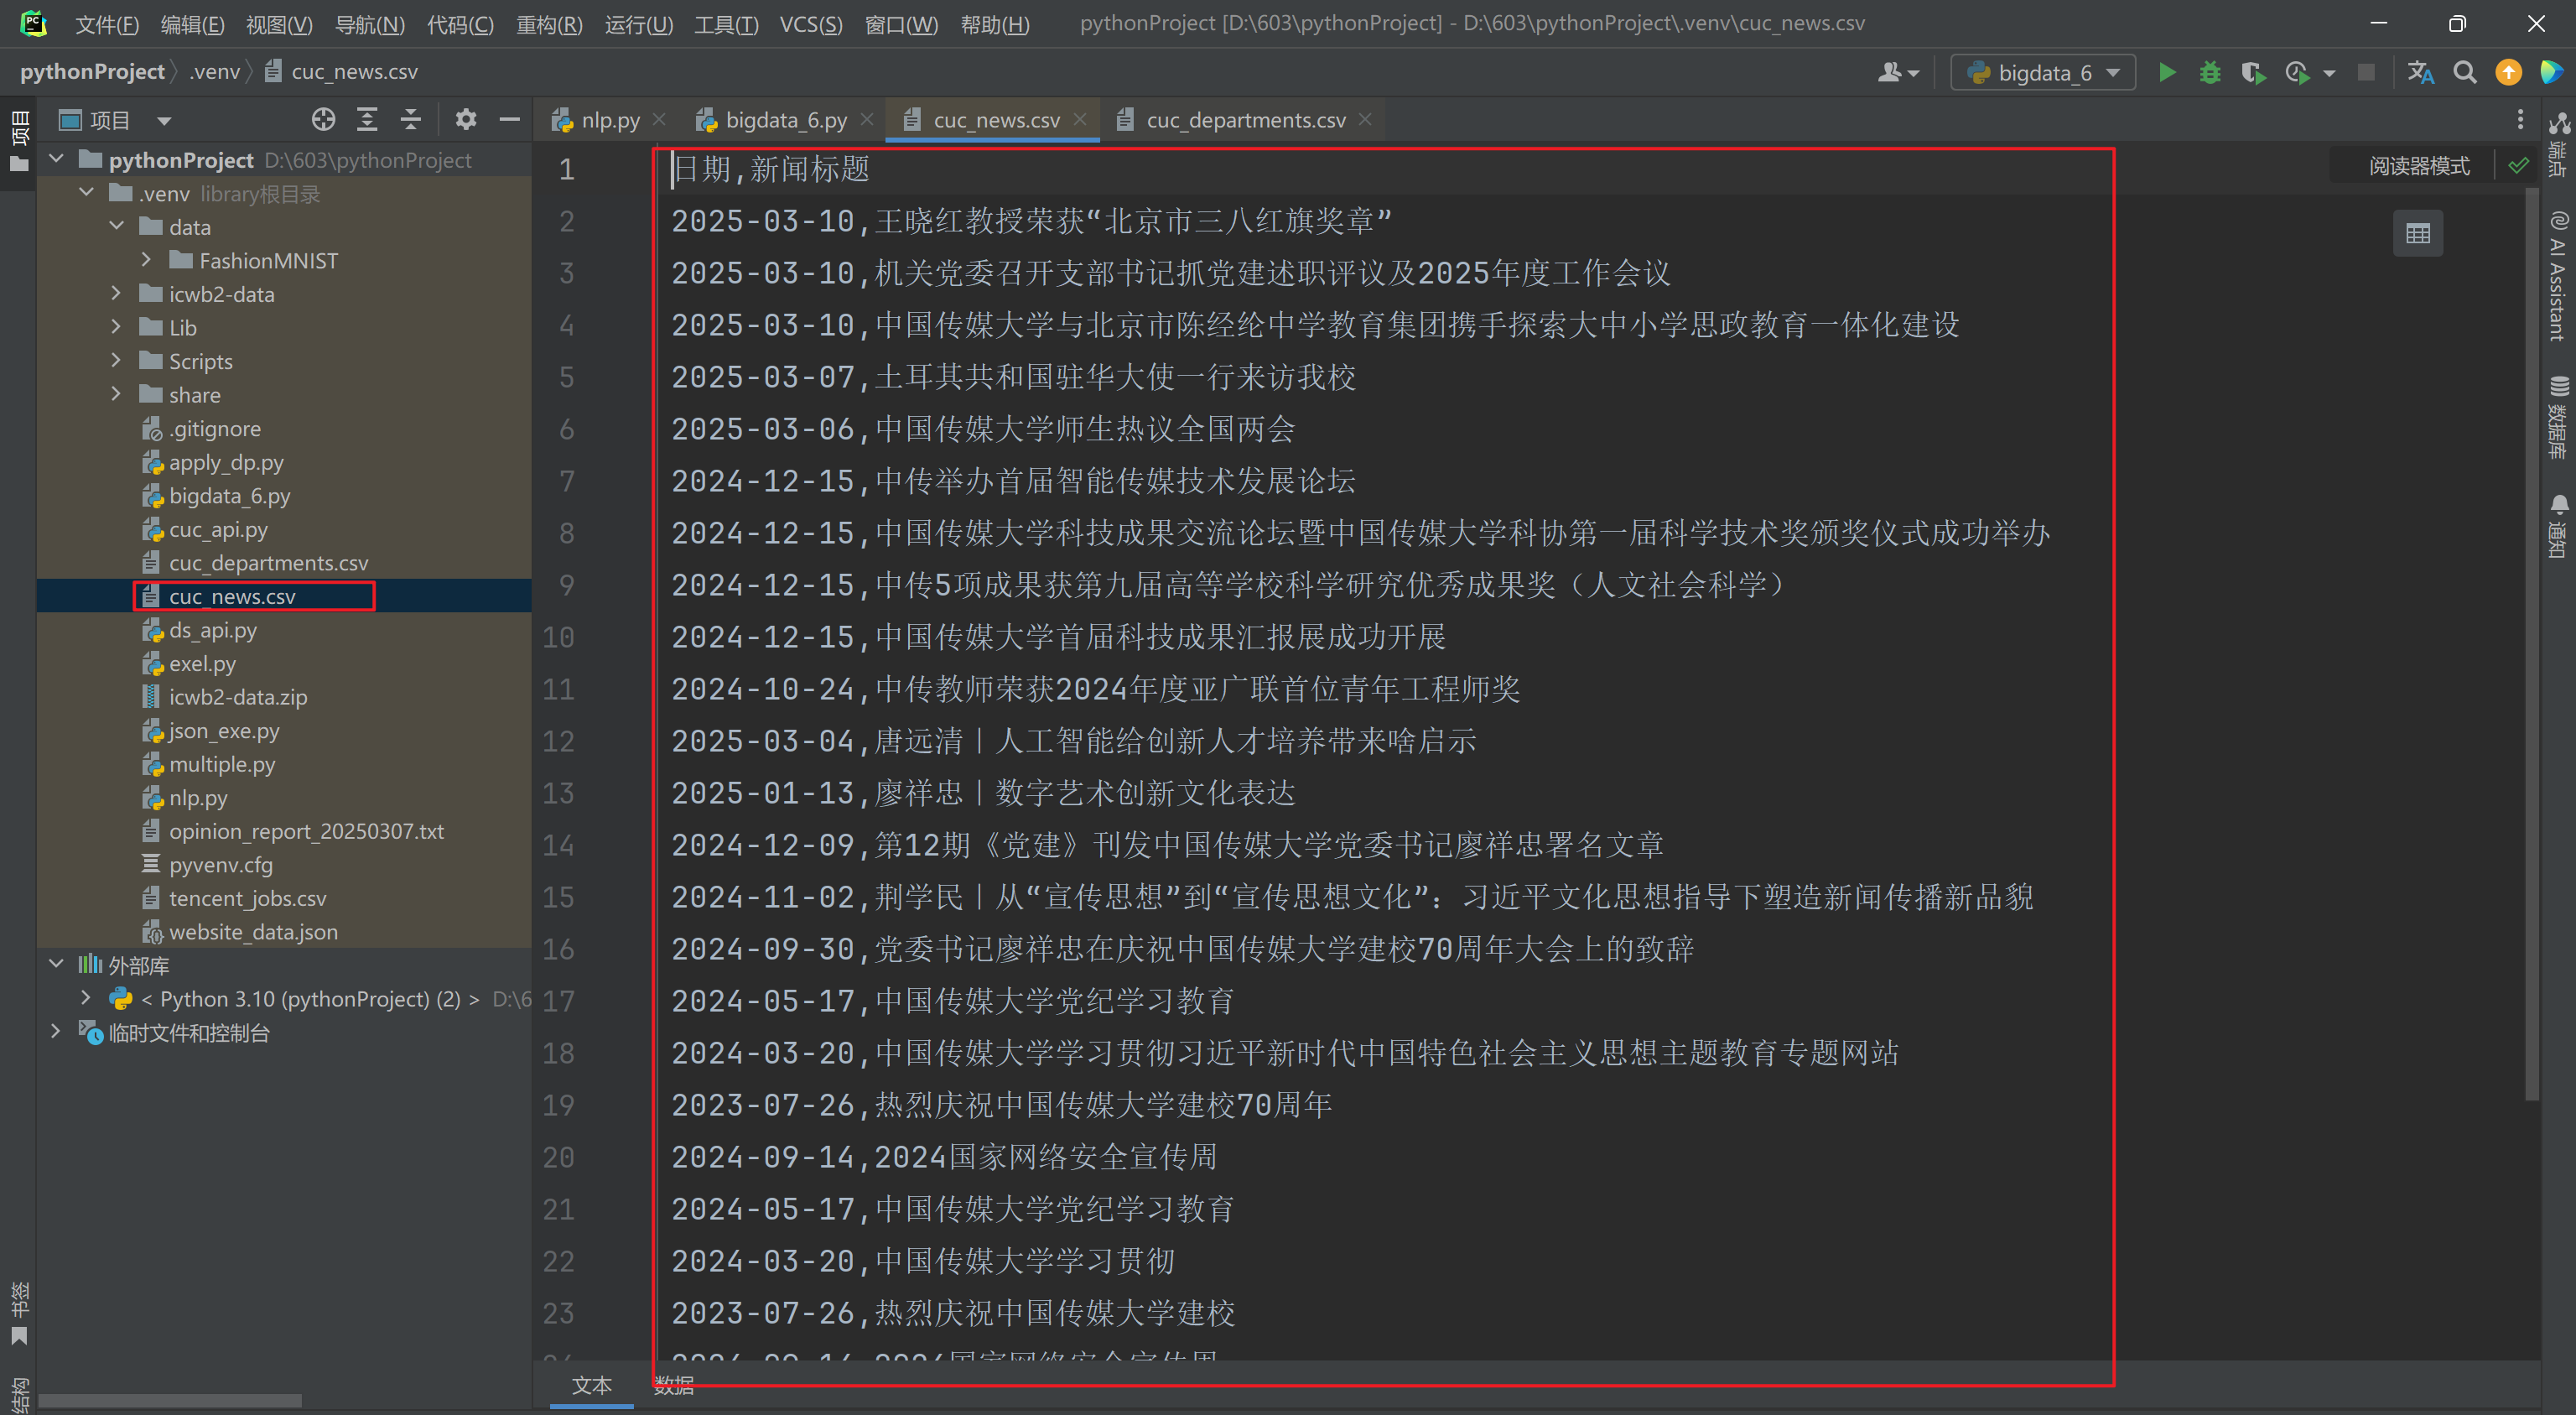 文件(F) 编辑(E) 视图(V) 导航(N) 代码(C) 重构(R) 运行(U) 工具(T) VCS(S) 窗口(W) 帮助(H) pythonProject [D:\603\pythonProject] - D:\603\pythonProject\.venv\cuc_news.csv
pythonProject .venv cuc_news.csv bigdata_6
项目
项目
nlp.py bigdata_6.py cuc_news.csv cuc_departments.csv
pythonProject D:\603\pythonProject
.venv library根目录
data
FashionMNIST
icwb2-data
Lib
Scripts
share
.gitignore
apply_dp.py
bigdata_6.py
cuc_api.py
cuc_departments.csv
cuc_news.csv
ds_api.py
exel.py
icwb2-data.zip
json_exe.py
multiple.py
nlp.py
opinion_report_20250307.txt
pyvenv.cfg
tencent_jobs.csv
website_data.json
外部库
< Python 3.10 (pythonProject) (2) > D:\6
临时文件和控制台
书签
结构
1 日期,新闻标题
2 2025-03-10,王晓红教授荣获“北京市三八红旗奖章”
3 2025-03-10,机关党委召开支部书记抓党建述职评议及2025年度工作会议
4 2025-03-10,中国传媒大学与北京市陈经纶中学教育集团携手探索大中小学思政教育一体化建设
5 2025-03-07,土耳其共和国驻华大使一行来访我校
6 2025-03-06,中国传媒大学师生热议全国两会
7 2024-12-15,中传举办首届智能传媒技术发展论坛
8 2024-12-15,中国传媒大学科技成果交流论坛暨中国传媒大学科协第一届科学技术奖颁奖仪式成功举办
9 2024-12-15,中传5项成果获第九届高等学校科学研究优秀成果奖（人文社会科学）
10 2024-12-15,中国传媒大学首届科技成果汇报展成功开展
11 2024-10-24,中传教师荣获2024年度亚广联首位青年工程师奖
12 2025-03-04,唐远清｜人工智能给创新人才培养带来啥启示
13 2025-01-13,廖祥忠｜数字艺术创新文化表达
14 2024-12-09,第12期《党建》刊发中国传媒大学党委书记廖祥忠署名文章
15 2024-11-02,荆学民｜从“宣传思想”到“宣传思想文化”：习近平文化思想指导下塑造新闻传播新品貌
16 2024-09-30,党委书记廖祥忠在庆祝中国传媒大学建校70周年大会上的致辞
17 2024-05-17,中国传媒大学党纪学习教育
18 2024-03-20,中国传媒大学学习贯彻习近平新时代中国特色社会主义思想主题教育专题网站
19 2023-07-26,热烈庆祝中国传媒大学建校70周年
20 2024-09-14,2024国家网络安全宣传周
21 2024-05-17,中国传媒大学党纪学习教育
22 2024-03-20,中国传媒大学学习贯彻
23 2023-07-26,热烈庆祝中国传媒大学建校
24 2024-09-14,2024国家网络安全宣传周
文本 数据
阅读器模式
端点
AI Assistant
数据库
通知